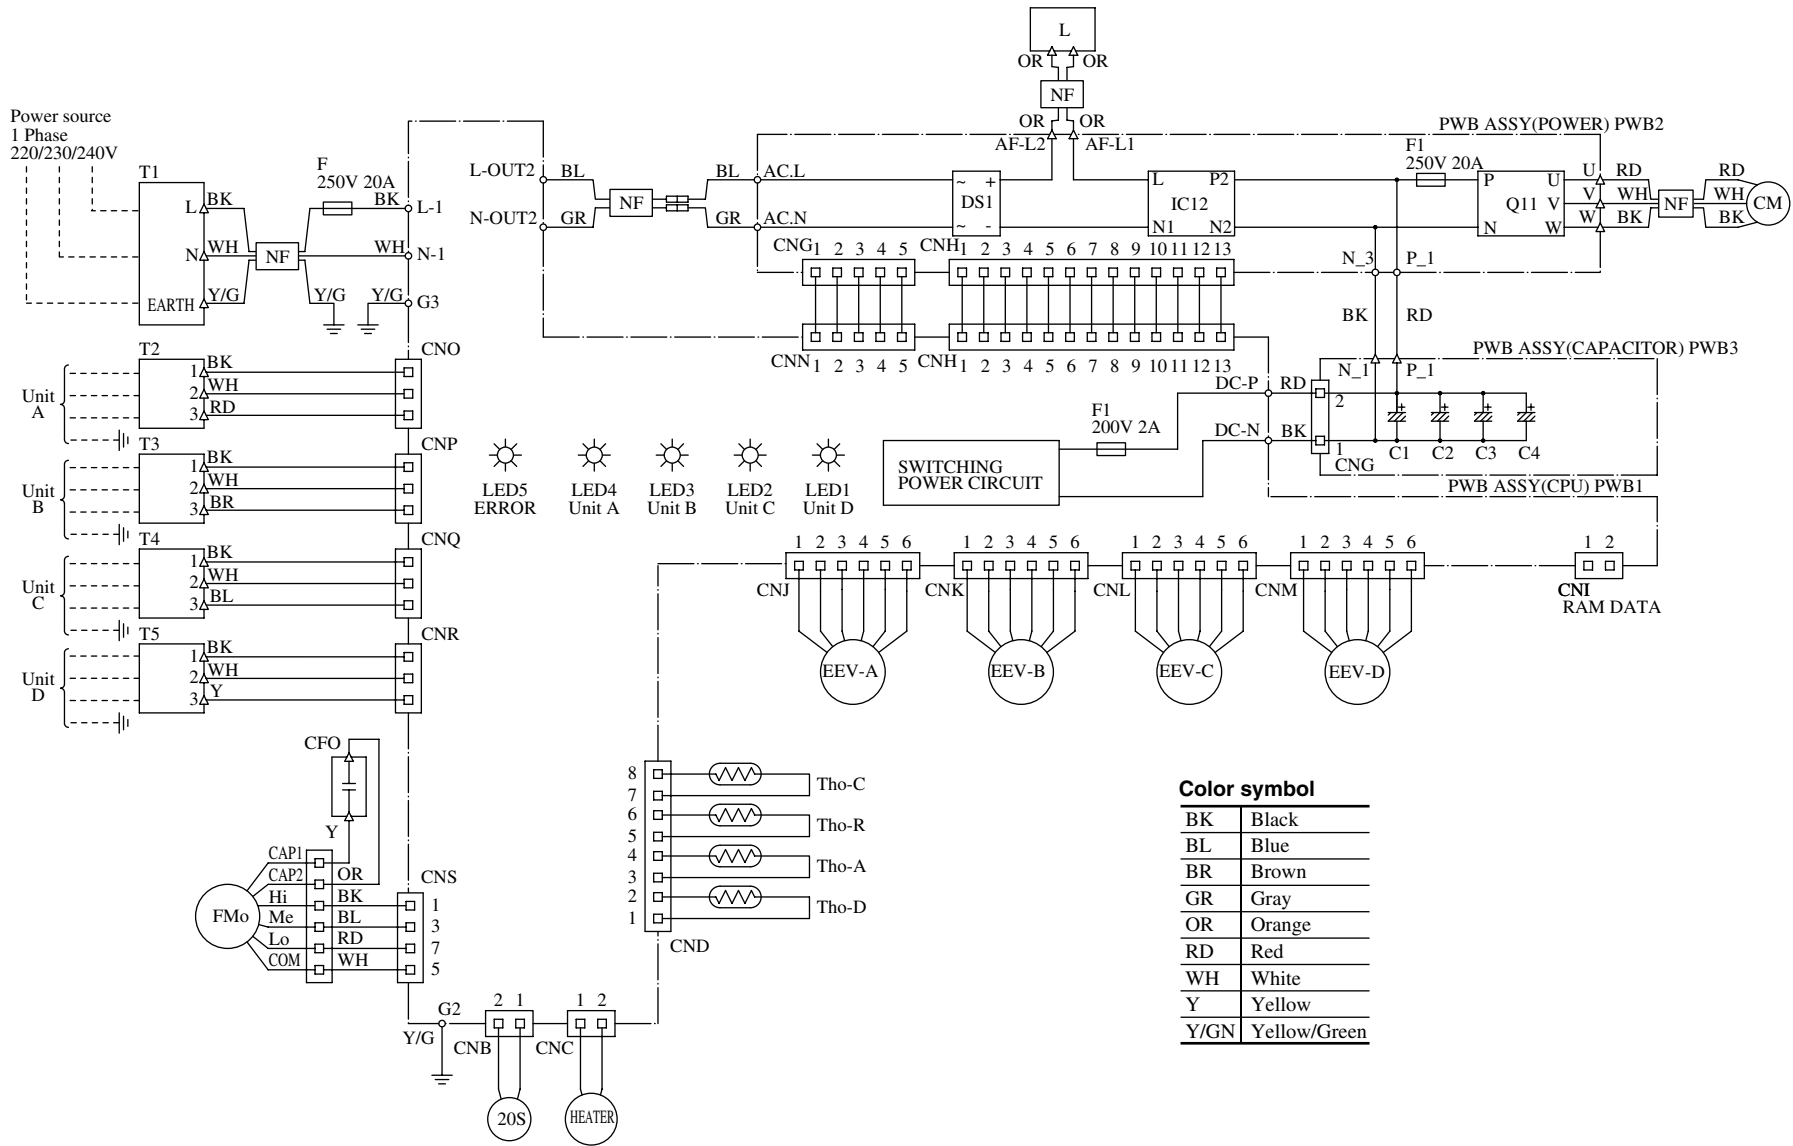 L
OR OR
NF
OR OR
AF-L2 AF-L1
PWB ASSY(POWER) PWB2
Power source
1 Phase
220/230/240V
T1
L BK
N WH
EARTH Y/G
NF
F
250V 20A
BK L-1
WH N-1
Y/G Y/G G3
L-OUT2 BL
N-OUT2 GR
NF
BL AC.L
GR AC.N
~ +
DS1
~ -
L P2
IC12
N1 N2
F1
250V 20A
P U
Q11 V
N W
U RD
V WH
W BK
NF
RD
WH
BK
CM
CNG 1 2 3 4 5
CNH 1 2 3 4 5 6 7 8 9 10 11 12 13
N_3 P_1
BK RD
CNN 1 2 3 4 5
CNH 1 2 3 4 5 6 7 8 9 10 11 12 13
PWB ASSY(CAPACITOR) PWB3
N_1 P_1
DC-P RD
2
DC-N BK
1
CNG
+ + + +
C1 C2 C3 C4
F1
200V 2A
SWITCHING
POWER CIRCUIT
PWB ASSY(CPU) PWB1
T2
Unit
A
1 BK
2 WH
3 RD
CNO
T3
Unit
B
1 BK
2 WH
3 BR
CNP
T4
Unit
C
1 BK
2 WH
3 BL
CNQ
T5
Unit
D
1 BK
2 WH
3 Y
CNR
LED5
ERROR
LED4
Unit A
LED3
Unit B
LED2
Unit C
LED1
Unit D
1 2 3 4 5 6
CNJ
EEV-A
1 2 3 4 5 6
CNK
EEV-B
1 2 3 4 5 6
CNL
EEV-C
1 2 3 4 5 6
CNM
EEV-D
1 2
CNI
RAM DATA
CFO
Y
CAP1
CAP2 OR
Hi BK
Me BL
Lo RD
COM WH
FMo
CNS
1
3
7
5
8
7
Tho-C
6
5
Tho-R
4
3
Tho-A
2
1
Tho-D
CND
G2
Y/G
2 1
CNB
20S
1 2
CNC
HEATER
Color symbol
BK Black
BL Blue
BR Brown
GR Gray
OR Orange
RD Red
WH White
Y Yellow
Y/GN Yellow/Green